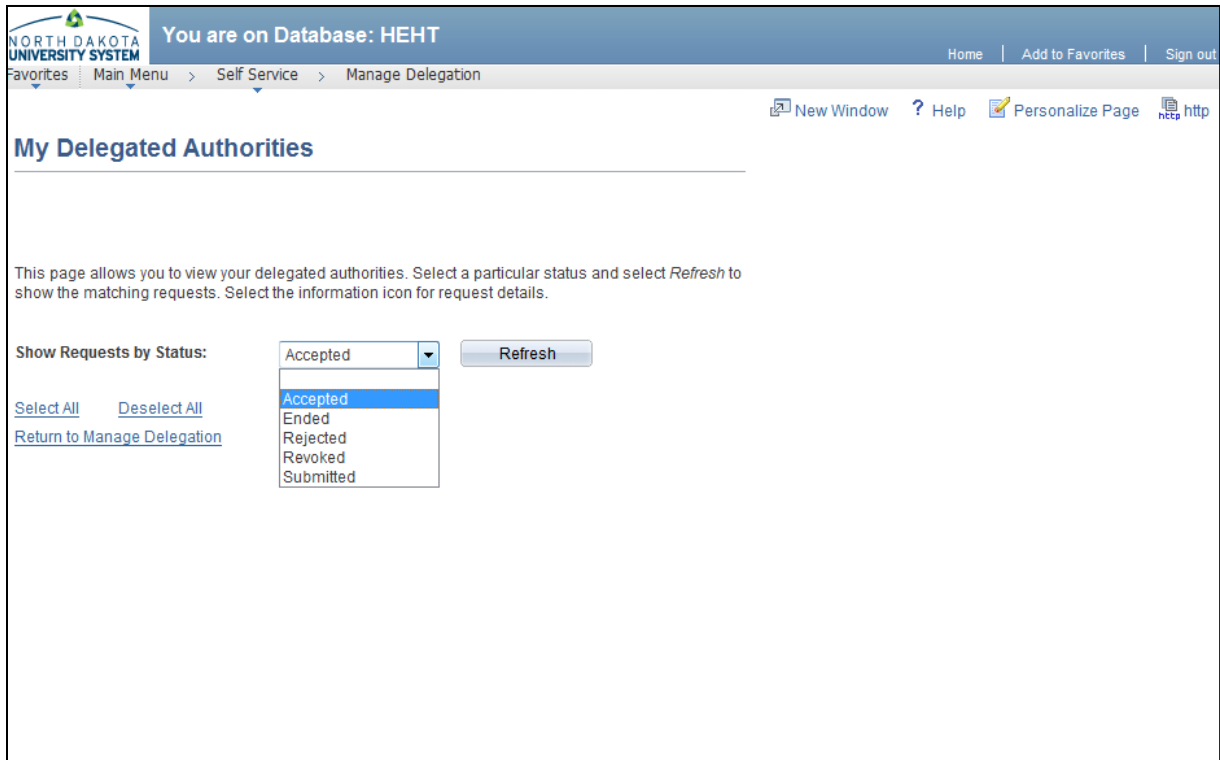 NORTH DAKOTA
UNIVERSITY SYSTEM
You are on Database: HEHT
Home | Add to Favorites | Sign out
Favorites Main Menu > Self Service > Manage Delegation
New Window ? Help Personalize Page http http
My Delegated Authorities
This page allows you to view your delegated authorities. Select a particular status and select Refresh to
show the matching requests. Select the information icon for request details.
Show Requests by Status: Accepted Refresh
Accepted
Select All Deselect All
Ended
Rejected
Return to Manage Delegation
Revoked
Submitted